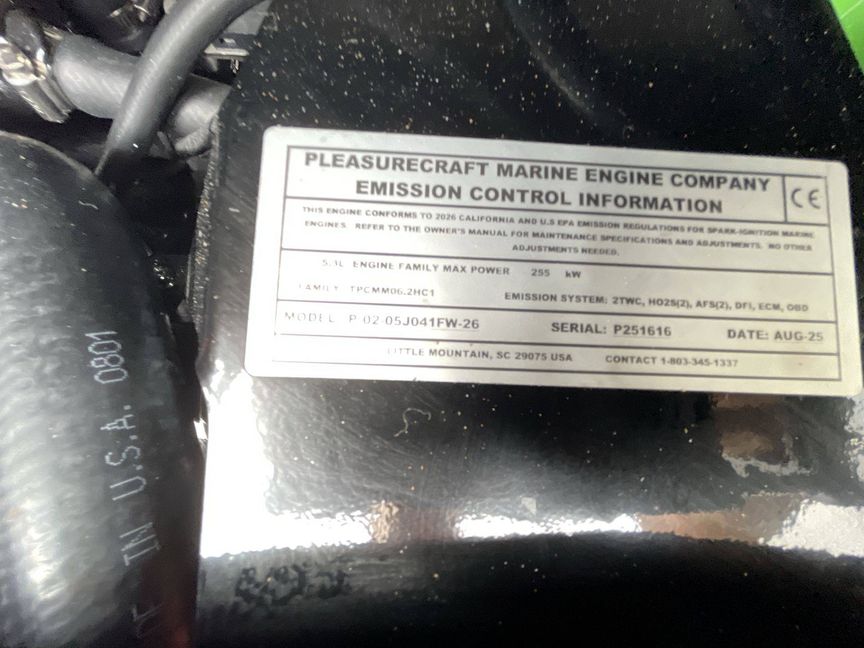 PLEASURECRAFT MARINE ENGINE COMPANY
EMISSION CONTROL INFORMATION
CE
THIS ENGINE CONFORMS TO 2026 CALIFORNIA AND U.S EPA EMISSION REGULATIONS FOR SPARK-IGNITION MARINE
ENGINES. REFER TO THE OWNER'S MANUAL FOR MAINTENANCE SPECIFICATIONS AND ADJUSTMENTS. NO OTHER
ADJUSTMENTS NEEDED.
ENGINE FAMILY MAX POWER 255 kW
FAMILY TPCMM06.2HC1 EMISSION SYSTEM: 2TWC, HO2S(2), AFS(2), DFI, ECM, OBD
MODEL P-02-05J041FW-26 SERIAL: P251616 DATE: AUG-25
LITTLE MOUNTAIN, SC 29075 USA CONTACT 1-803-345-1337
IN U.S.A. 0801